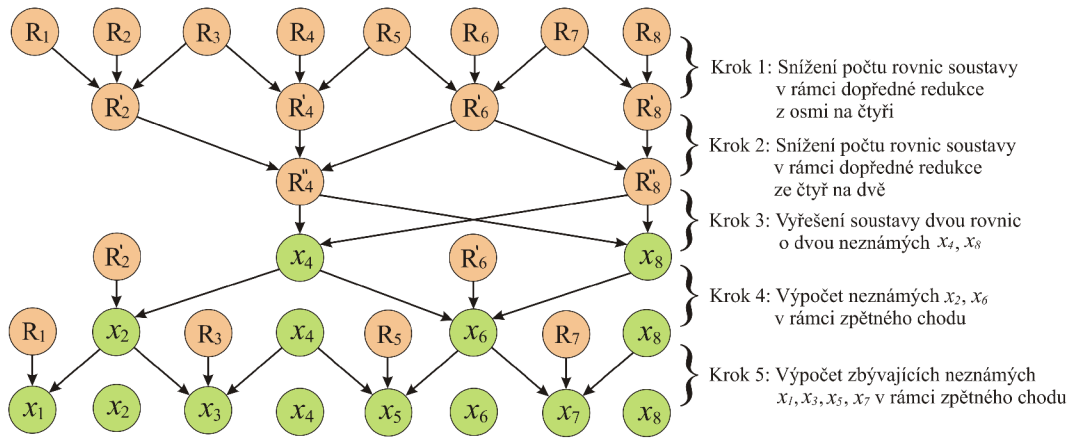 R1 R2 R3 R4 R5 R6 R7 R8
Krok 1: Snížení počtu rovnic soustavy
v rámci dopředné redukce
z osmi na čtyři
R'2 R'4 R'6 R'8
Krok 2: Snížení počtu rovnic soustavy
v rámci dopředné redukce
ze čtyř na dvě
R''4 R''8
Krok 3: Vyřešení soustavy dvou rovnic
o dvou neznámých x4, x8
R'2 x4 R'6 x8
Krok 4: Výpočet neznámých x2, x6
v rámci zpětného chodu
R1 x2 R3 x4 R5 x6 R7 x8
Krok 5: Výpočet zbývajících neznámých
x1, x3, x5, x7 v rámci zpětného chodu
x1 x2 x3 x4 x5 x6 x7 x8